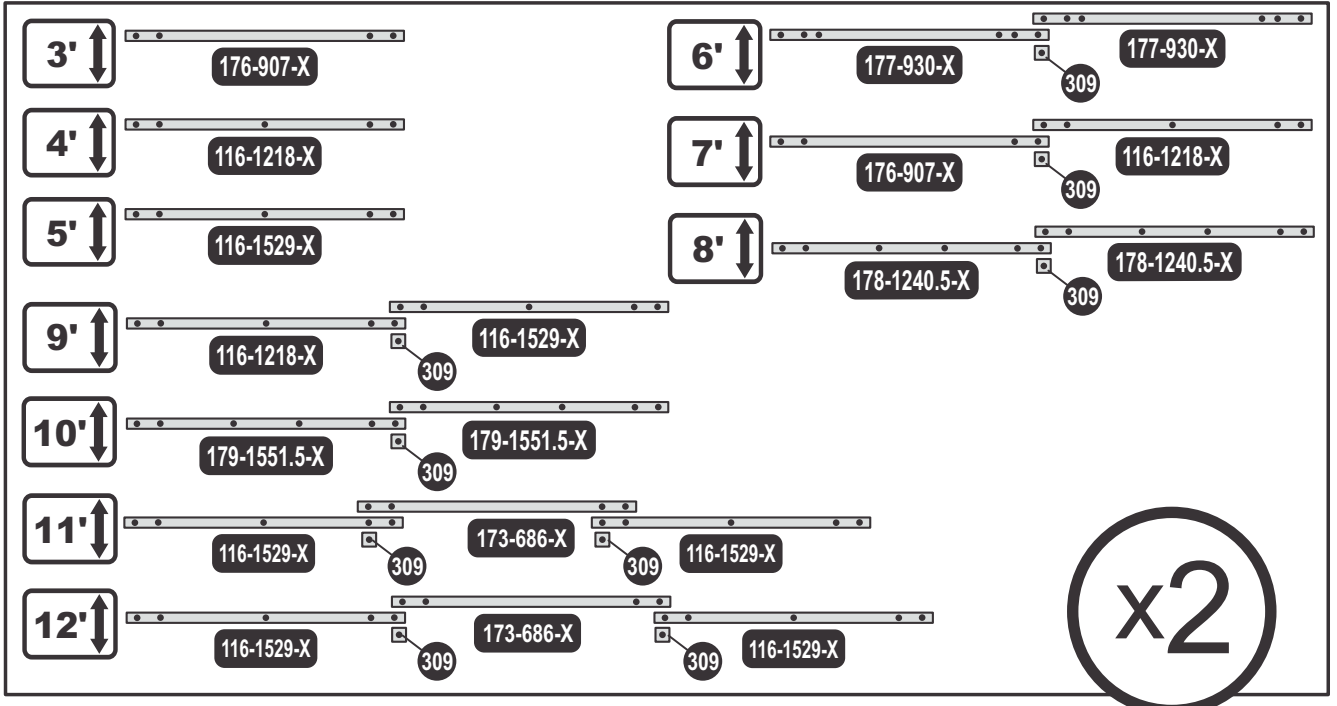 3'
176-907-X
4'
116-1218-X
5'
116-1529-X
6'
177-930-X
309
177-930-X
7'
176-907-X
309
116-1218-X
8'
178-1240.5-X
309
178-1240.5-X
9'
116-1218-X
309
116-1529-X
10'
179-1551.5-X
309
179-1551.5-X
11'
116-1529-X
309
173-686-X
309
116-1529-X
12'
116-1529-X
309
173-686-X
309
116-1529-X
x2